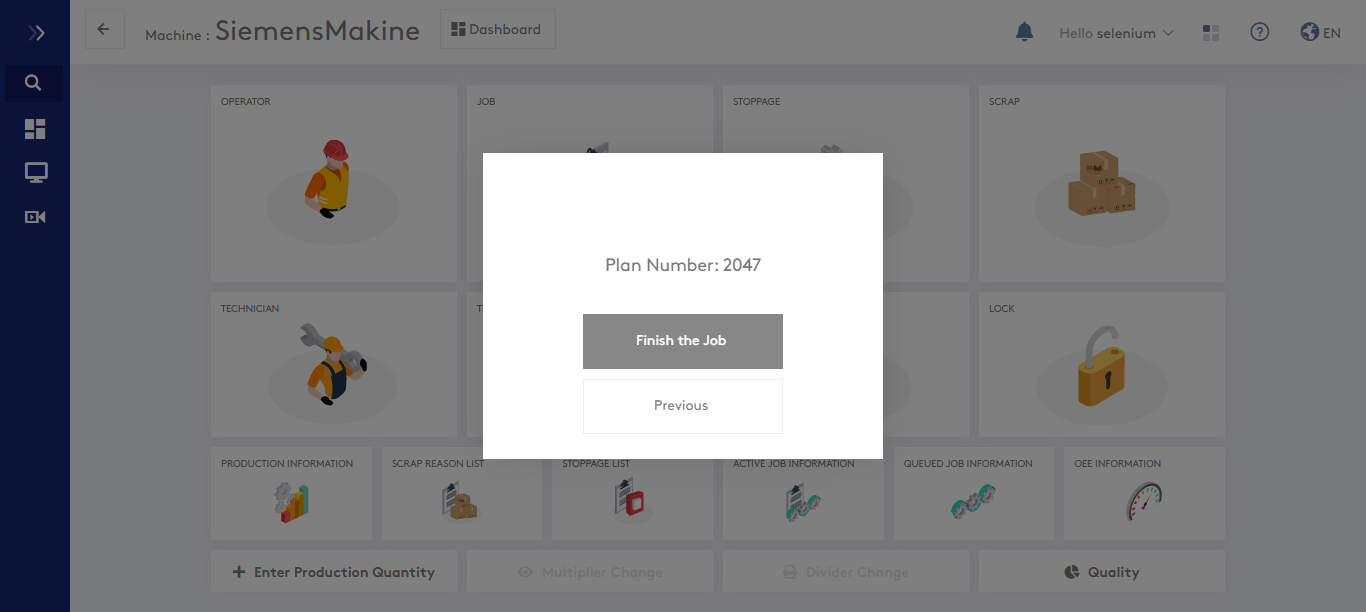 Machine : SiemensMakine
Dashboard
Hello selenium
EN
OPERATOR
JOB
STOPPAGE
SCRAP
Plan Number: 2047
Finish the Job
Previous
TECHNICIAN
T
LOCK
PRODUCTION INFORMATION
SCRAP REASON LIST
STOPPAGE LIST
ACTIVE JOB INFORMATION
QUEUED JOB INFORMATION
OEE INFORMATION
Enter Production Quantity
Multiplier Change
Divider Change
Quality